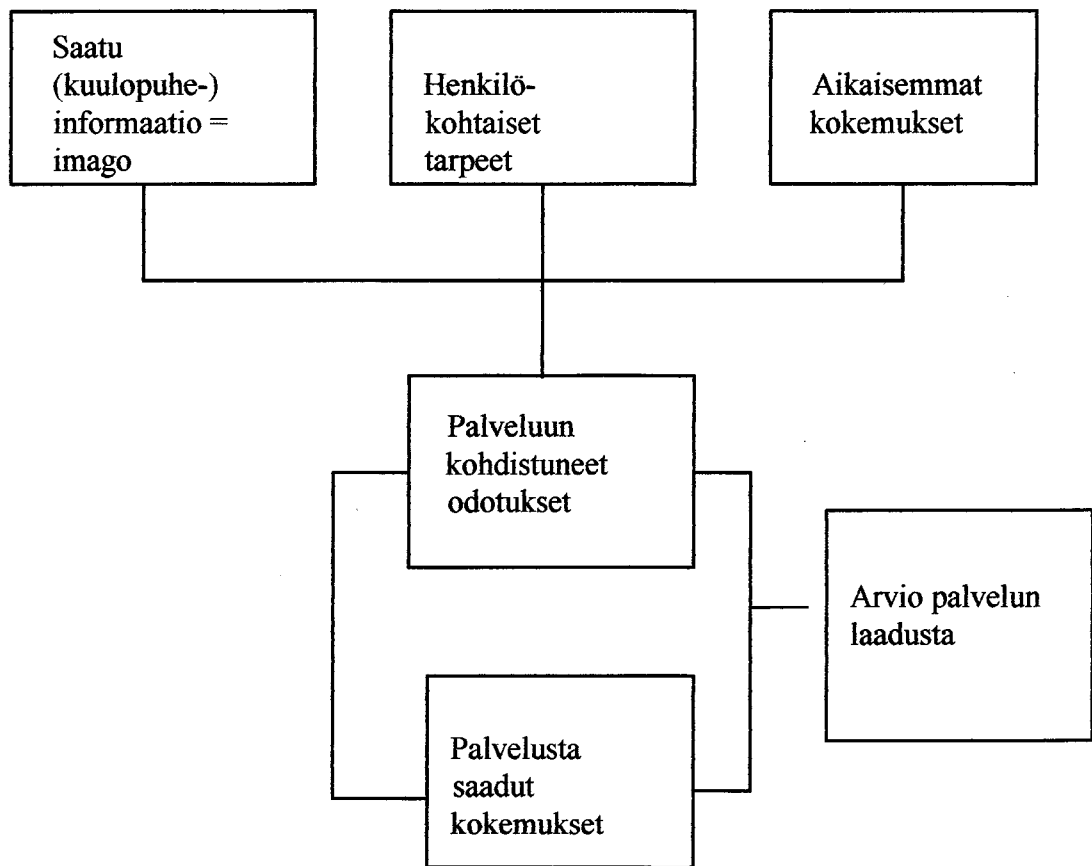 Saatu
(kuulopuhe-)
informaatio =
imago
Henkilö-
kohtaiset
tarpeet
Aikaisemmat
kokemukset
Palveluun
kohdistuneet
odotukset
Arvio palvelun
laadusta
Palvelusta
saadut
kokemukset